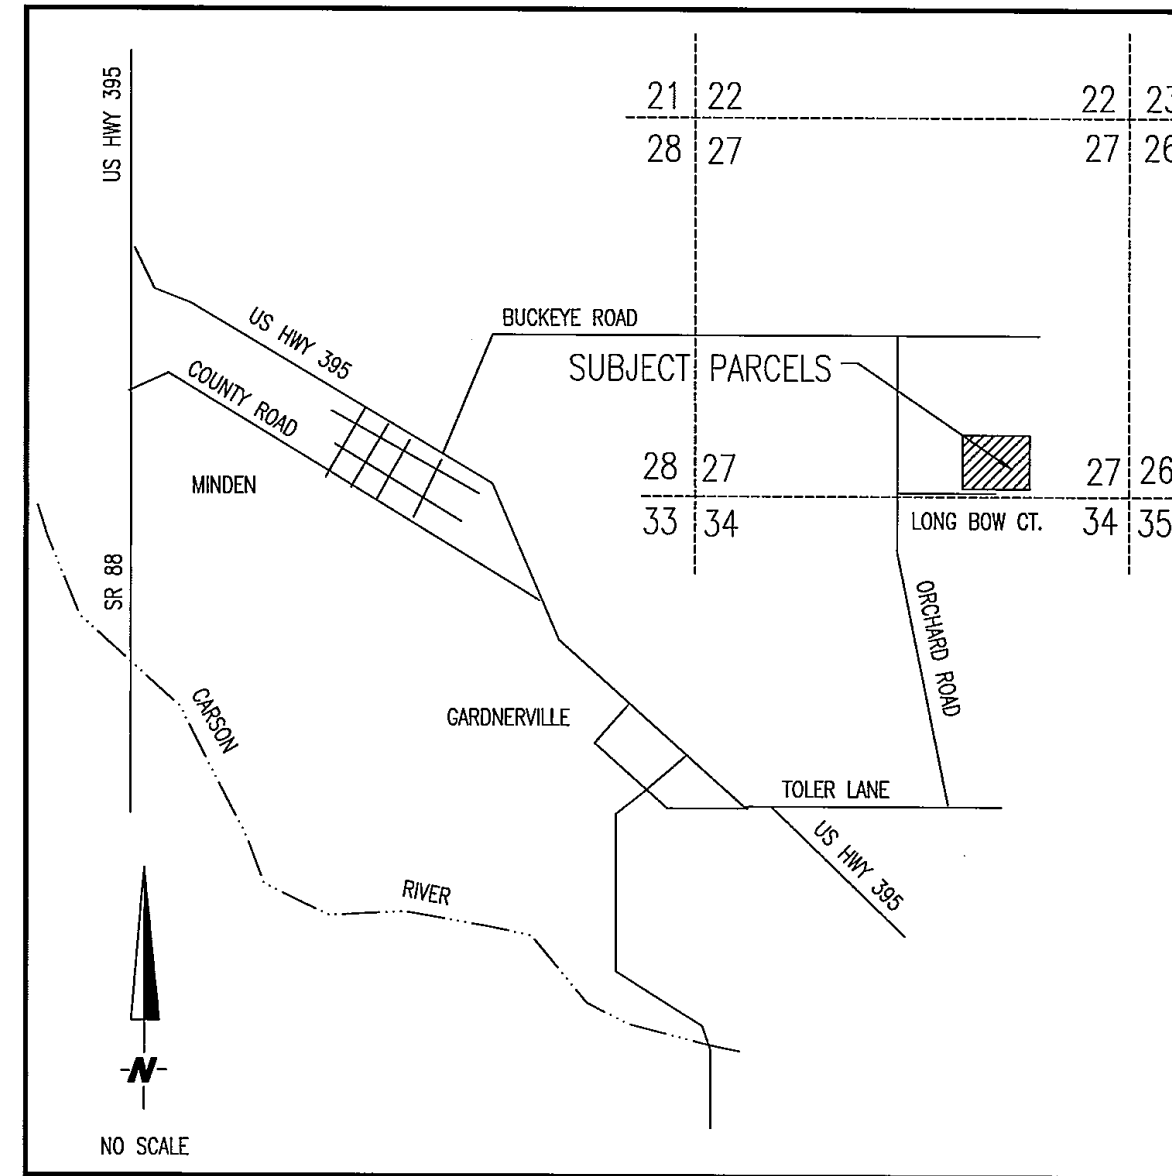 US HWY 395
21 22
22 23
28 27
27 26
US HWY 395
BUCKEYE ROAD
SUBJECT PARCELS
COUNTY ROAD
MINDEN
28 27
27 26
33 34
LONG BOW CT.
34 35
SR 88
ORCHARD ROAD
CARSON
GARDNERVILLE
TOLER LANE
US HWY 395
RIVER
N
NO SCALE